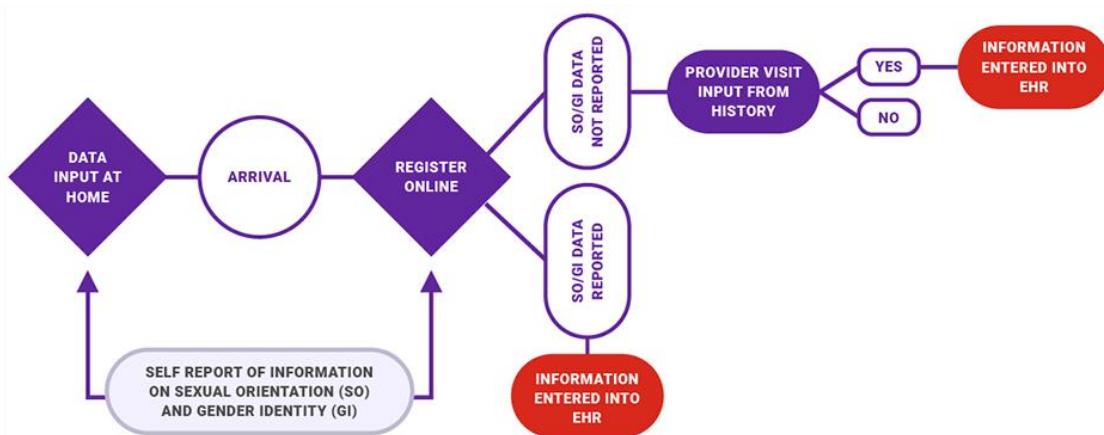 DATA
INPUT AT
HOME
ARRIVAL
REGISTER
ONLINE
SO/GI DATA
NOT REPORTED
PROVIDER VISIT
INPUT FROM
HISTORY
YES
NO
INFORMATION
ENTERED INTO
EHR
SO/GI DATA
REPORTED
INFORMATION
ENTERED INTO
EHR
SELF REPORT OF INFORMATION
ON SEXUAL ORIENTATION (SO)
AND GENDER IDENTITY (GI)